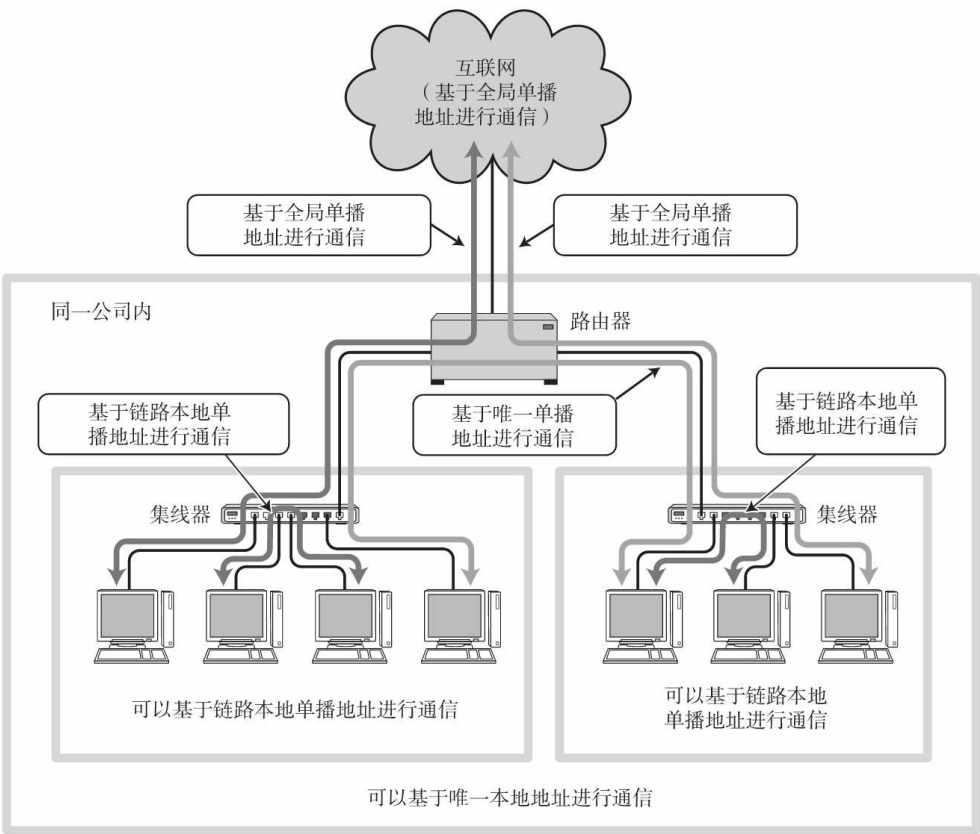 互联网
（基于全局单播
地址进行通信）
基于全局单播
地址进行通信
基于全局单播
地址进行通信
同一公司内
路由器
基于链路本地单
播地址进行通信
基于唯一单播
地址进行通信
基于链路本地单
播地址进行通信
集线器
集线器
可以基于链路本地单播地址进行通信
可以基于链路本地
单播地址进行通信
可以基于唯一本地地址进行通信